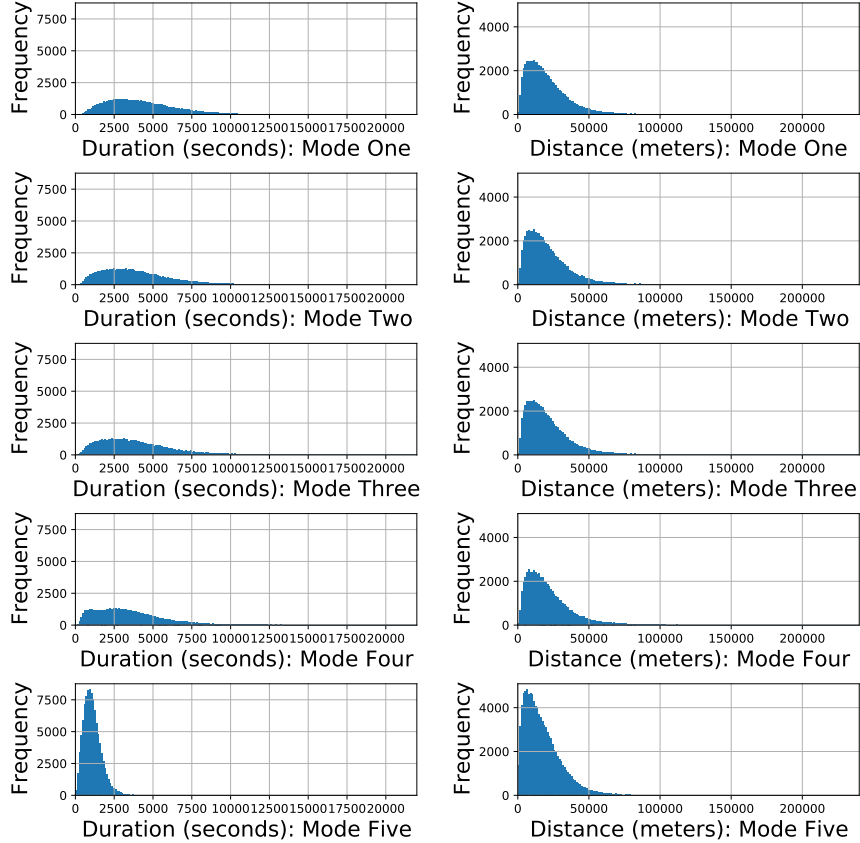 Frequency
7500
5000
2500
0
0 2500 5000 7500 10000 12500 15000 17500 20000
Duration (seconds): Mode One
Frequency
4000
2000
0
0 50000 100000 150000 200000
Distance (meters): Mode One
Frequency
7500
5000
2500
0
0 2500 5000 7500 10000 12500 15000 17500 20000
Duration (seconds): Mode Two
Frequency
4000
2000
0
0 50000 100000 150000 200000
Distance (meters): Mode Two
Frequency
7500
5000
2500
0
0 2500 5000 7500 10000 12500 15000 17500 20000
Duration (seconds): Mode Three
Frequency
4000
2000
0
0 50000 100000 150000 200000
Distance (meters): Mode Three
Frequency
7500
5000
2500
0
0 2500 5000 7500 10000 12500 15000 17500 20000
Duration (seconds): Mode Four
Frequency
4000
2000
0
0 50000 100000 150000 200000
Distance (meters): Mode Four
Frequency
7500
5000
2500
0
0 2500 5000 7500 10000 12500 15000 17500 20000
Duration (seconds): Mode Five
Frequency
4000
2000
0
0 50000 100000 150000 200000
Distance (meters): Mode Five